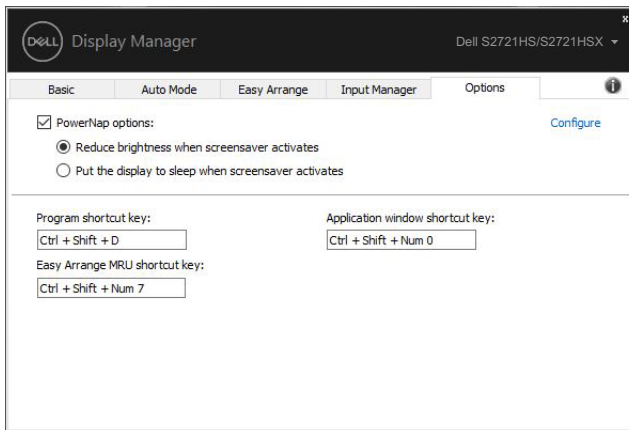 x
DELL Display Manager Dell S2721HS/S2721HSX
Basic Auto Mode Easy Arrange Input Manager Options
PowerNap options: Configure
Reduce brightness when screensaver activates
Put the display to sleep when screensaver activates
Program shortcut key: Application window shortcut key:
Ctrl + Shift + D Ctrl + Shift + Num 0
Easy Arrange MRU shortcut key:
Ctrl + Shift + Num 7